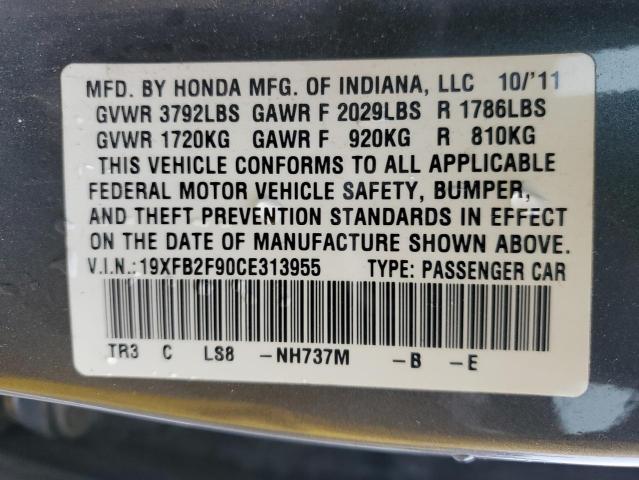 MFD. BY HONDA MFG. OF INDIANA, LLC 10/'11
GVWR 3792LBS GAWR F 2029LBS R 1786LBS
GVWR 1720KG GAWR F 920KG R 810KG
THIS VEHICLE CONFORMS TO ALL APPLICABLE
FEDERAL MOTOR VEHICLE SAFETY, BUMPER,
AND THEFT PREVENTION STANDARDS IN EFFECT
ON THE DATE OF MANUFACTURE SHOWN ABOVE.
V.I.N.:19XFB2F90CE313955 TYPE: PASSENGER CAR
TR3 C LS8 -NH737M -B -E